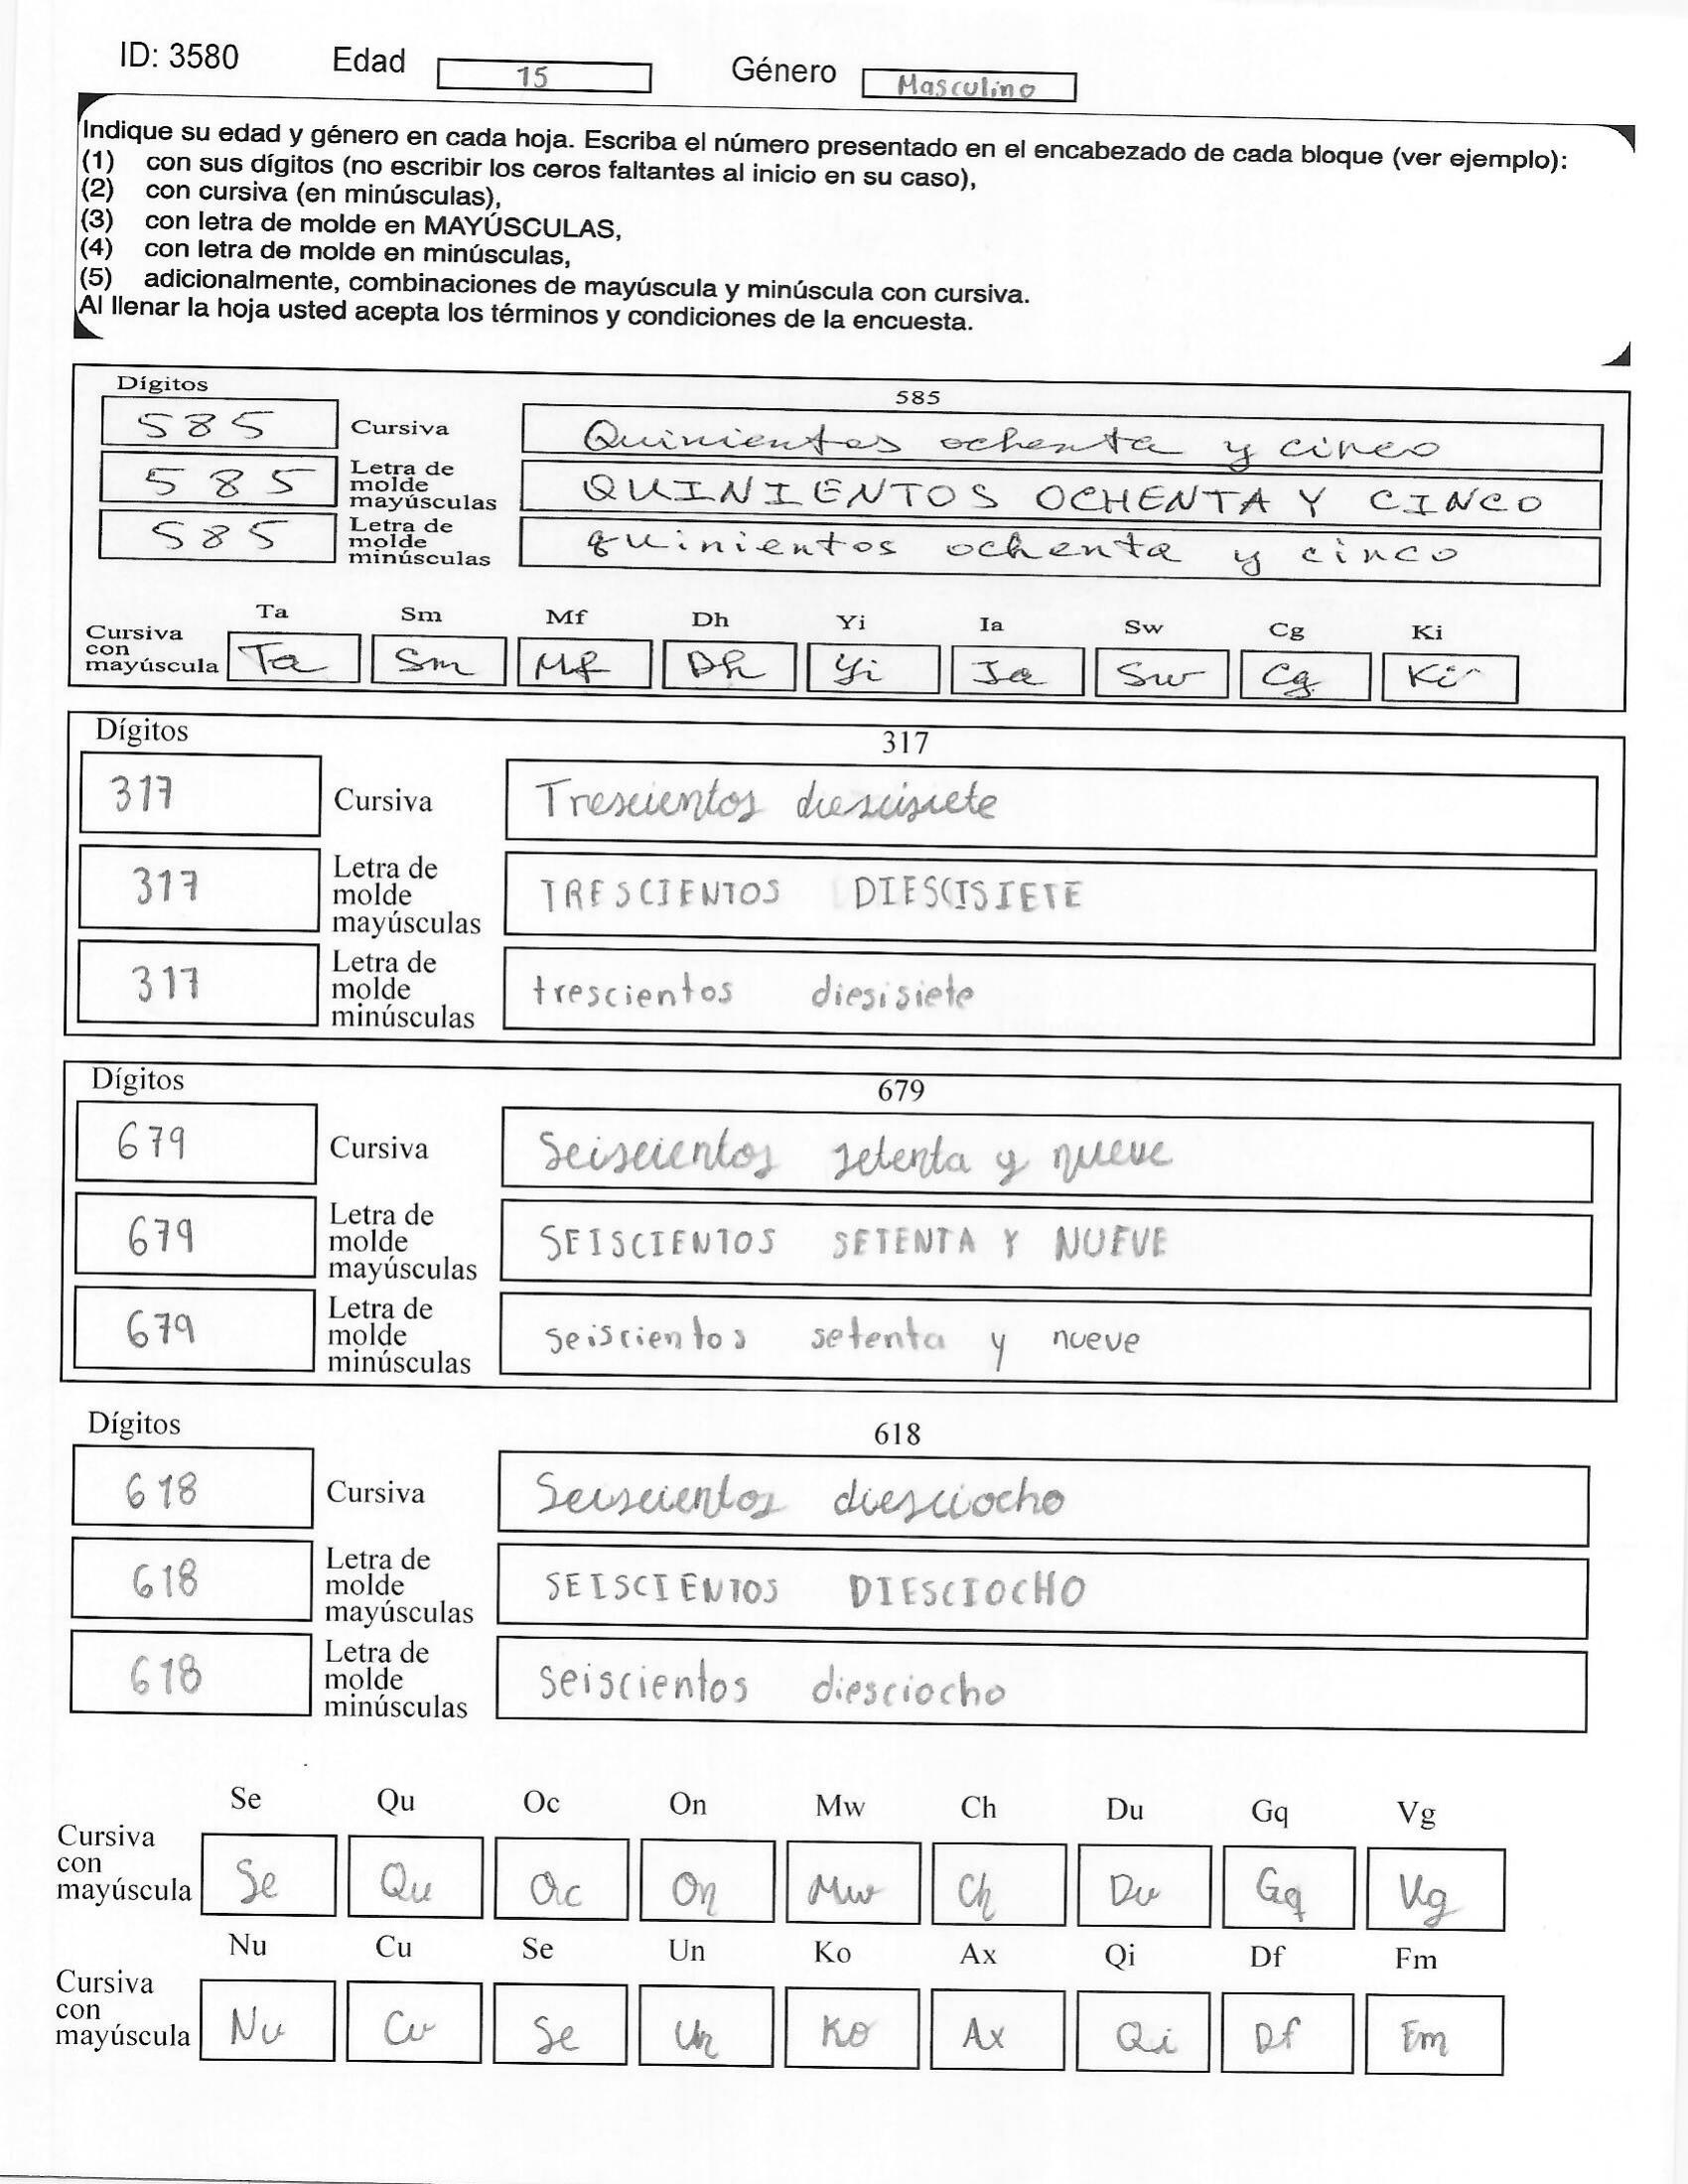 ID: 3580 Edad 15 Género Masculino
Indique su edad y género en cada hoja. Escriba el número presentado en el encabezado de cada bloque (ver ejemplo):
(1) con sus dígitos (no escribir los ceros faltantes al inicio en su caso),
(2) con cursiva (en minúsculas),
(3) con letra de molde en MAYÚSCULAS,
(4) con letra de molde en minúsculas,
(5) adicionalmente, combinaciones de mayúscula y minúscula con cursiva.
Al llenar la hoja usted acepta los términos y condiciones de la encuesta.
Dígitos 585
585 Cursiva Quinientos ochenta y cinco
585 Letra de molde mayúsculas QUINIENTOS OCHENTA Y CINCO
585 Letra de molde minúsculas quinientos ochenta y cinco
Ta Sm Mf Dh Yi Ia Sw Cg Ki
Cursiva con mayúscula Ta Sm Mf Dh Yi Ia Sw Cg Ki
Dígitos 317
317 Cursiva Trescientos diescisiete
317 Letra de molde mayúsculas TRESCIENTOS DIESCISIETE
317 Letra de molde minúsculas trescientos diesisiete
Dígitos 679
679 Cursiva Seiscientos setenta y nueve
679 Letra de molde mayúsculas SEISCIENTOS SETENTA Y NUEVE
679 Letra de molde minúsculas seiscientos setenta y nueve
Dígitos 618
618 Cursiva Seiscientos diesciocho
618 Letra de molde mayúsculas SEISCIENTOS DIESCIOCHO
618 Letra de molde minúsculas seiscientos diesciocho
Se Qu Oc On Mw Ch Du Gq Vg
Cursiva con mayúscula Se Qu Oc On Mw Ch Du Gq Vg
Nu Cu Se Un Ko Ax Qi Df Fm
Cursiva con mayúscula Nu Cu Se Un Ko Ax Qi Df Fm